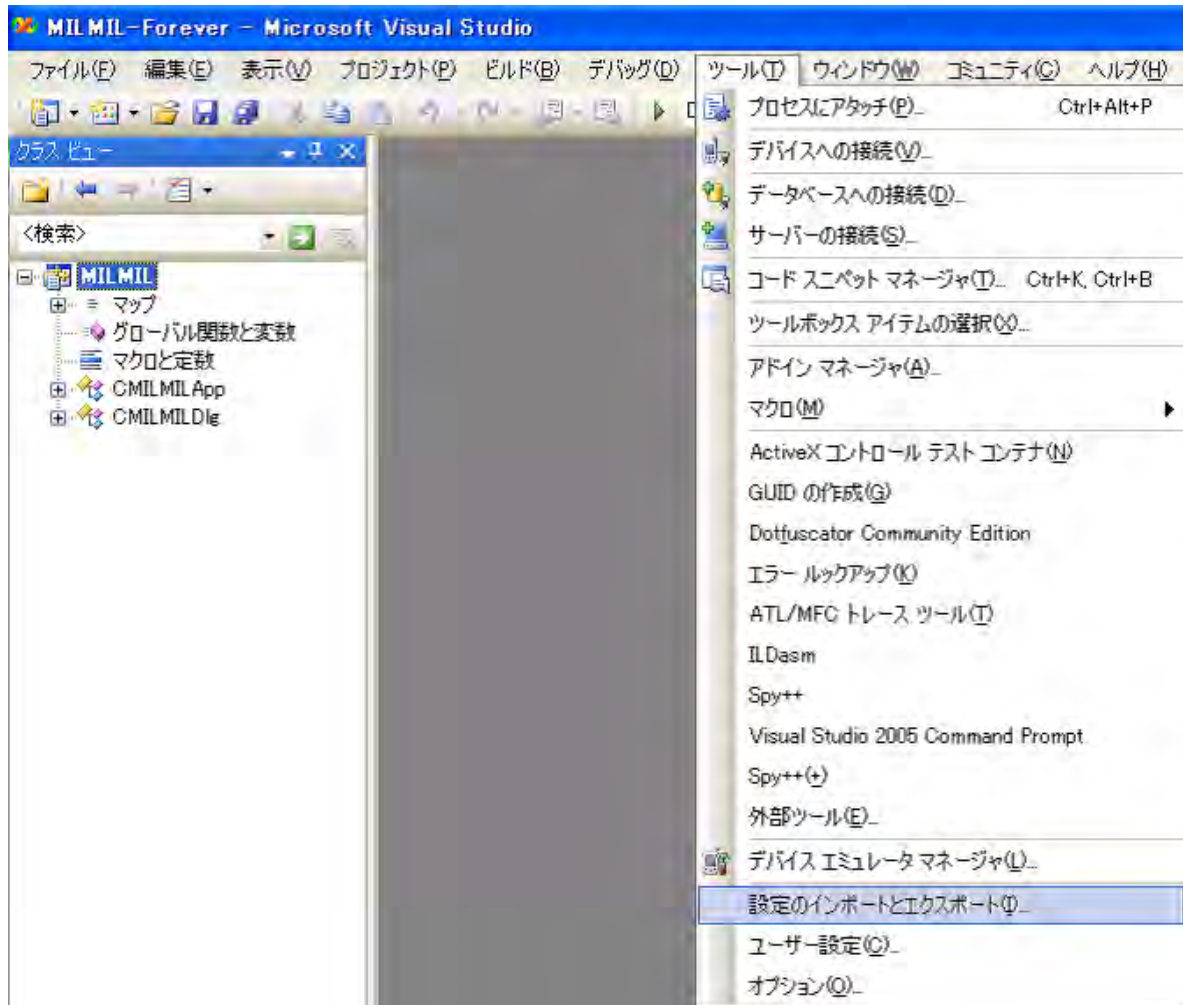 MILMIL-Forever - Microsoft Visual Studio
ファイル(F) 編集(E) 表示(V) プロジェクト(P) ビルド(B) デバッグ(D) ツール(T) ウィンドウ(W) コミュニティ(C) ヘルプ(H)
プロセスにアタッチ(P)... Ctrl+Alt+P
クラス ビュー
デバイスへの接続(V)...
データベースへの接続(D)...
<検索>
サーバーの接続(S)...
MILMIL
コード スニペット マネージャ(T)... Ctrl+K, Ctrl+B
マップ
ツールボックス アイテムの選択(X)...
グローバル関数と変数
マクロと定数
アドイン マネージャ(A)...
CMILMILApp
マクロ(M)
CMILMILDlg
ActiveX コントロール テスト コンテナ(N)
GUID の作成(G)
Dotfuscator Community Edition
エラー ルックアップ(K)
ATL/MFC トレース ツール(T)
ILDasm
Spy++
Visual Studio 2005 Command Prompt
Spy++(+)
外部ツール(E)...
デバイス エミュレータ マネージャ(L)...
設定のインポートとエクスポート(I)...
ユーザー設定(C)...
オプション(O)...